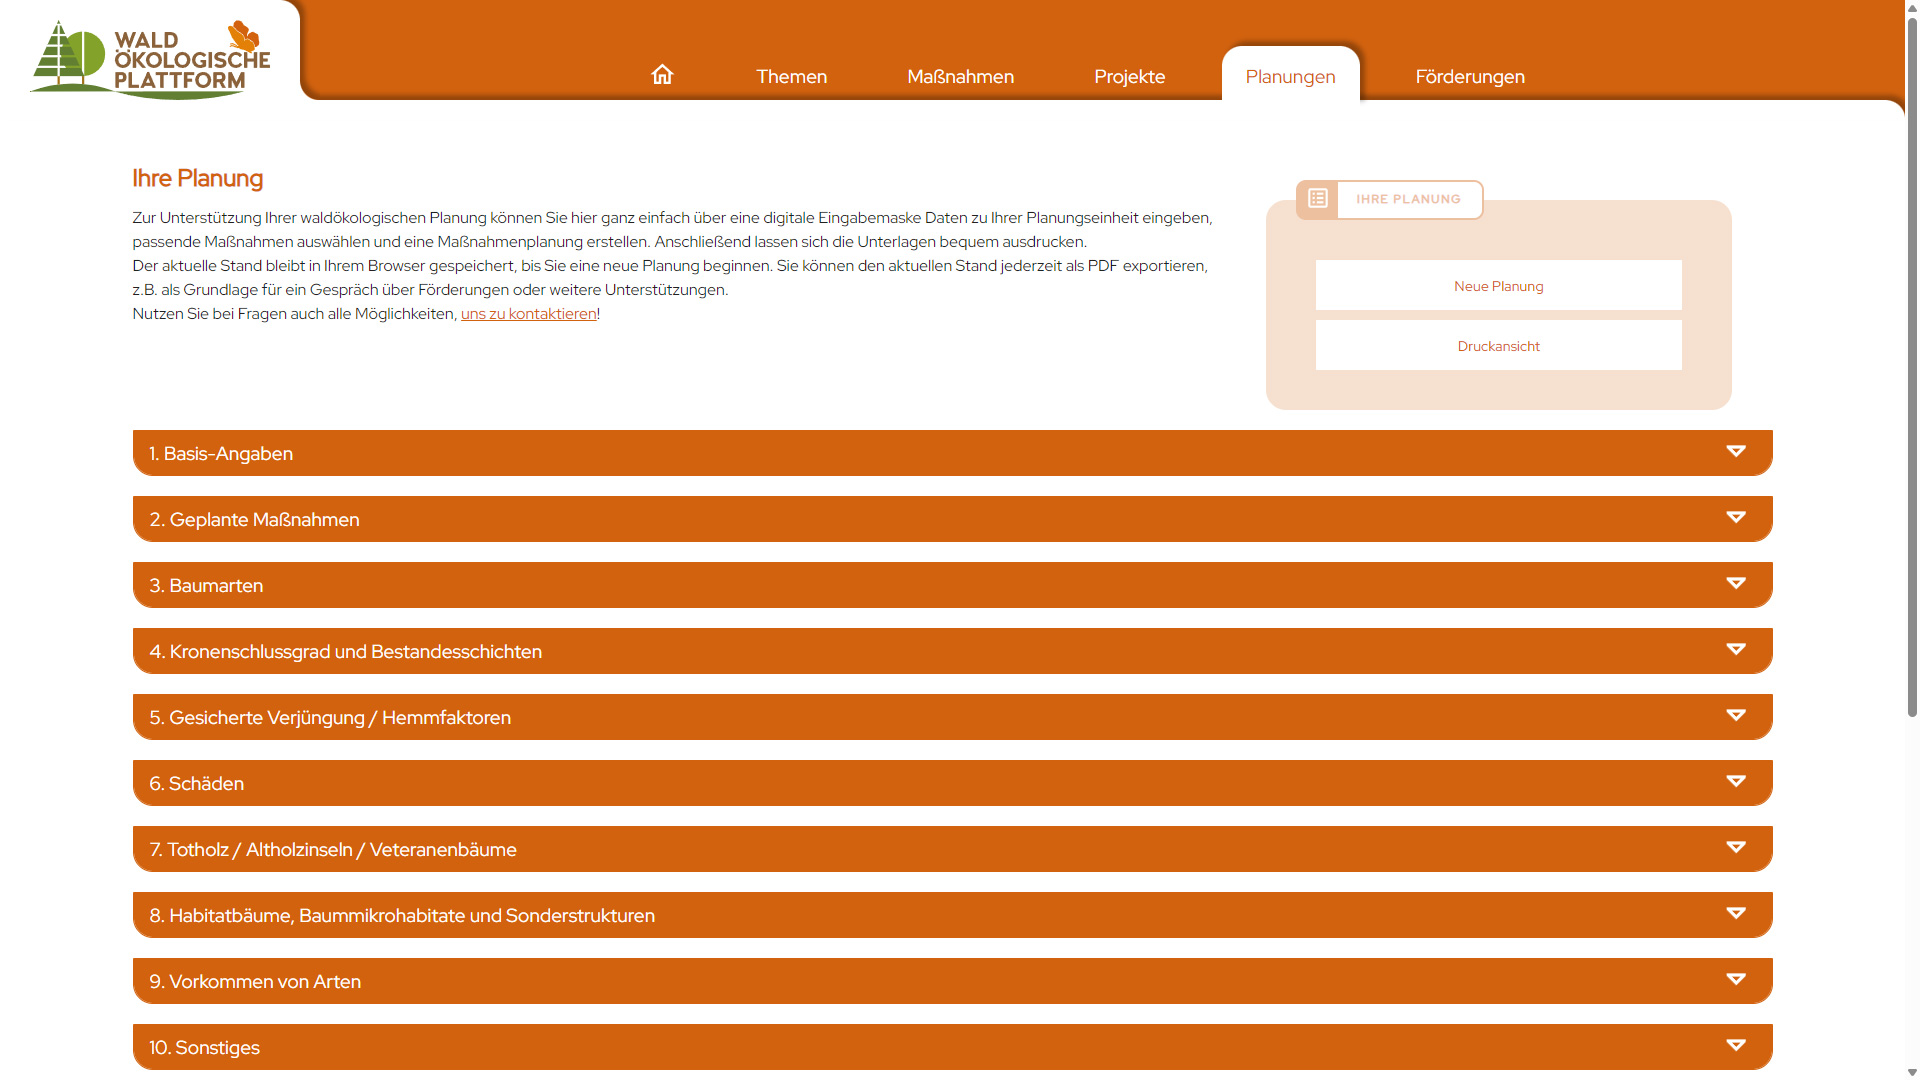 WALD
ÖKOLOGISCHE
PLATTFORM
Themen
Maßnahmen
Projekte
Planungen
Förderungen
Ihre Planung
Zur Unterstützung Ihrer waldökologischen Planung können Sie hier ganz einfach über eine digitale Eingabemaske Daten zu Ihrer Planungseinheit eingeben,
passende Maßnahmen auswählen und eine Maßnahmenplanung erstellen. Anschließend lassen sich die Unterlagen bequem ausdrucken.
Der aktuelle Stand bleibt in Ihrem Browser gespeichert, bis Sie eine neue Planung beginnen. Sie können den aktuellen Stand jederzeit als PDF exportieren,
z.B. als Grundlage für ein Gespräch über Förderungen oder weitere Unterstützungen.
Nutzen Sie bei Fragen auch alle Möglichkeiten, uns zu kontaktieren!
IHRE PLANUNG
Neue Planung
Druckansicht
1. Basis-Angaben
2. Geplante Maßnahmen
3. Baumarten
4. Kronenschlussgrad und Bestandesschichten
5. Gesicherte Verjüngung / Hemmfaktoren
6. Schäden
7. Totholz / Altholzinseln / Veteranenbäume
8. Habitatbäume, Baummikrohabitate und Sonderstrukturen
9. Vorkommen von Arten
10. Sonstiges